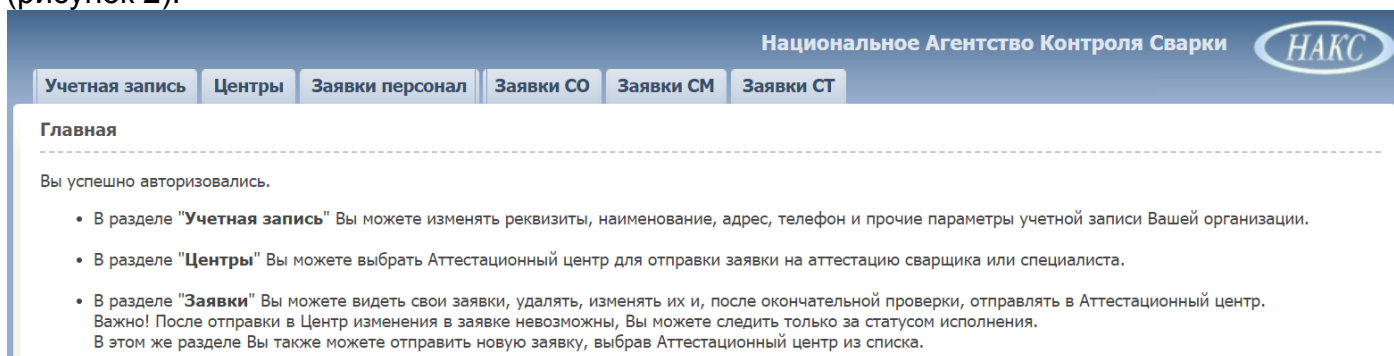 (рисунок 2).
Национальное Агентство Контроля Сварки
НАКС
Учетная запись Центры Заявки персонал Заявки СО Заявки СМ Заявки СТ
Главная
Вы успешно авторизовались.
• В разделе "Учетная запись" Вы можете изменять реквизиты, наименование, адрес, телефон и прочие параметры учетной записи Вашей организации.
• В разделе "Центры" Вы можете выбрать Аттестационный центр для отправки заявки на аттестацию сварщика или специалиста.
• В разделе "Заявки" Вы можете видеть свои заявки, удалять, изменять их и, после окончательной проверки, отправлять в Аттестационный центр.
Важно! После отправки в Центр изменения в заявке невозможны, Вы можете следить только за статусом исполнения.
В этом же разделе Вы также можете отправить новую заявку, выбрав Аттестационный центр из списка.